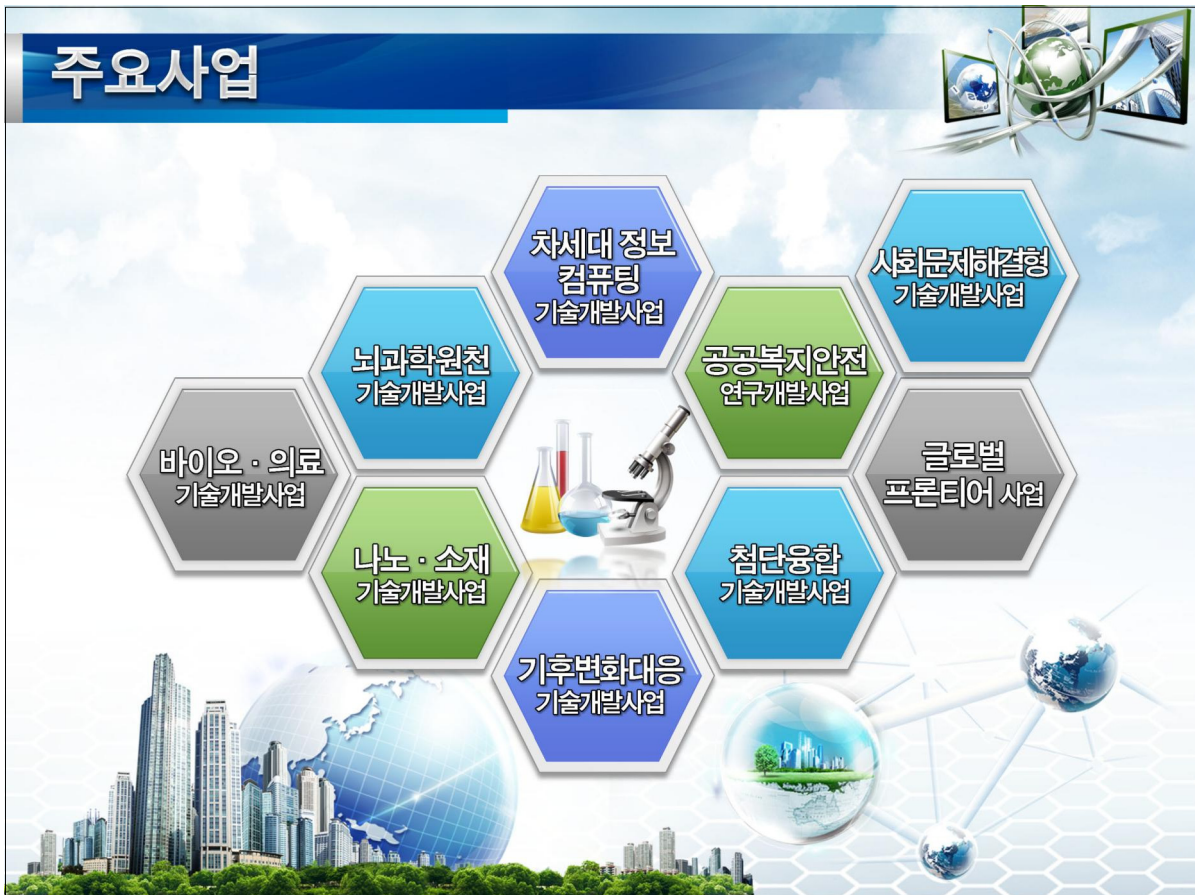 주요사업
차세대 정보
컴퓨팅
기술개발사업
사회문제해결형
기술개발사업
뇌과학원천
기술개발사업
공공복지안전
연구개발사업
바이오 · 의료
기술개발사업
글로벌
프론티어 사업
나노 · 소재
기술개발사업
첨단융합
기술개발사업
기후변화대응
기술개발사업